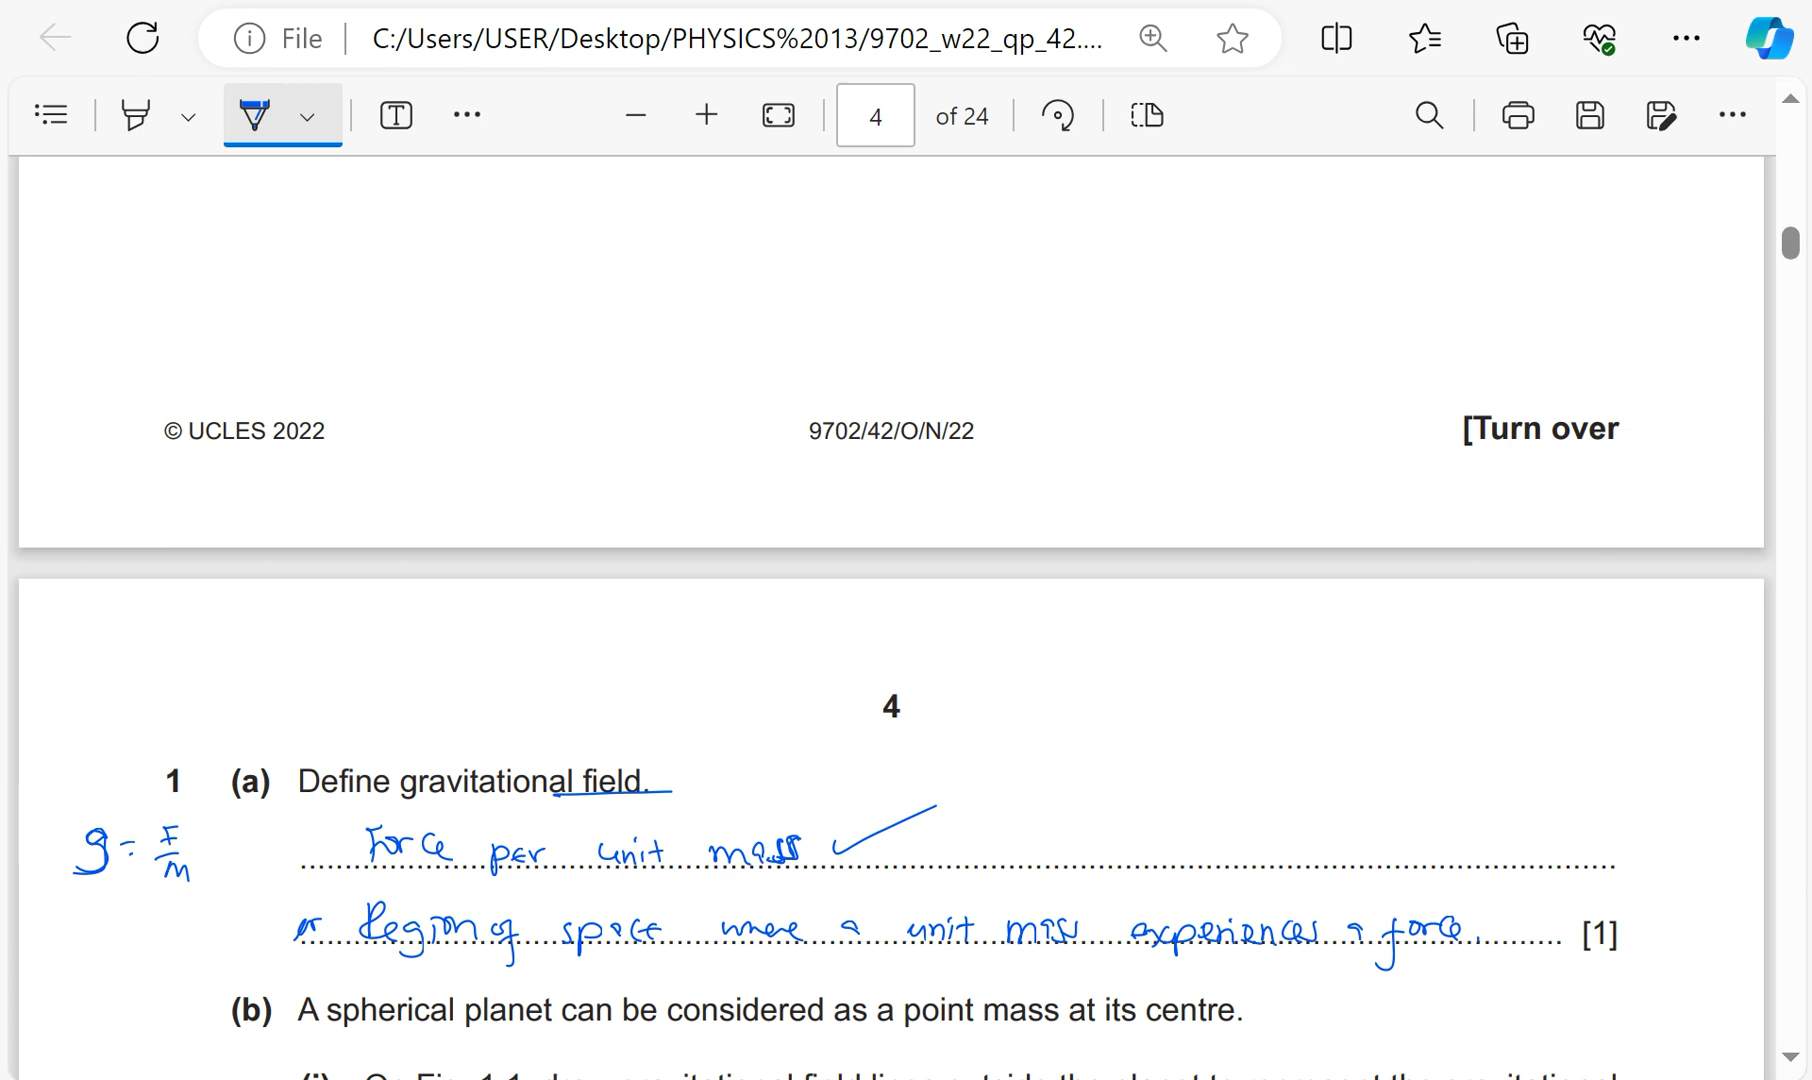 File C:/Users/USER/Desktop/PHYSICS%2013/9702_w22_qp_42....
4 of 24
© UCLES 2022 9702/42/O/N/22 [Turn over
4
1 (a) Define gravitational field.
g = F/m Force per unit mass
or Region of space where a unit mass experiences a force. [1]
(b) A spherical planet can be considered as a point mass at its centre.